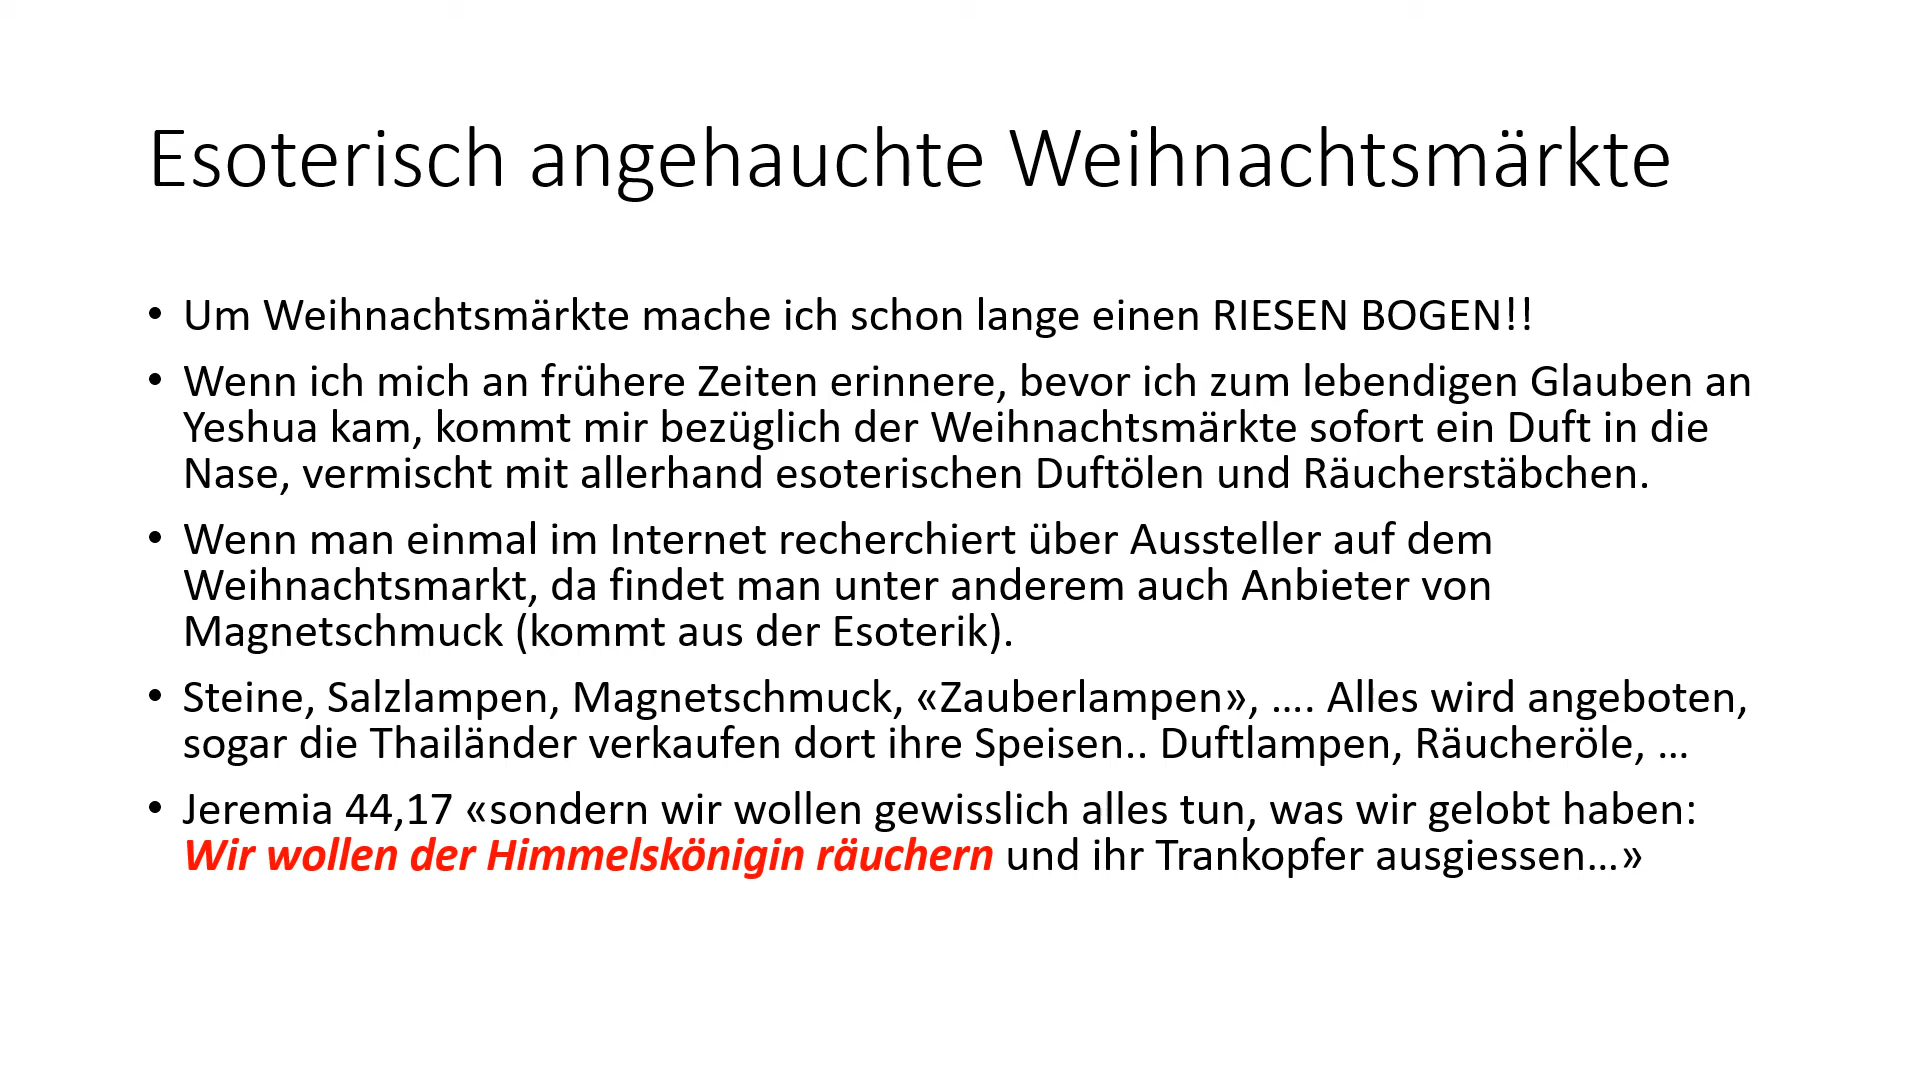 Esoterisch angehauchte Weihnachtsmärkte
• Um Weihnachtsmärkte mache ich schon lange einen RIESEN BOGEN!!
• Wenn ich mich an frühere Zeiten erinnere, bevor ich zum lebendigen Glauben an
Yeshua kam, kommt mir bezüglich der Weihnachtsmärkte sofort ein Duft in die
Nase, vermischt mit allerhand esoterischen Duftölen und Räucherstäbchen.
• Wenn man einmal im Internet recherchiert über Aussteller auf dem
Weihnachtsmarkt, da findet man unter anderem auch Anbieter von
Magnetschmuck (kommt aus der Esoterik).
• Steine, Salzlampen, Magnetschmuck, «Zauberlampen», …. Alles wird angeboten,
sogar die Thailänder verkaufen dort ihre Speisen.. Duftlampen, Räucheröle, …
• Jeremia 44,17 «sondern wir wollen gewisslich alles tun, was wir gelobt haben:
Wir wollen der Himmelskönigin räuchern und ihr Trankopfer ausgiessen…»